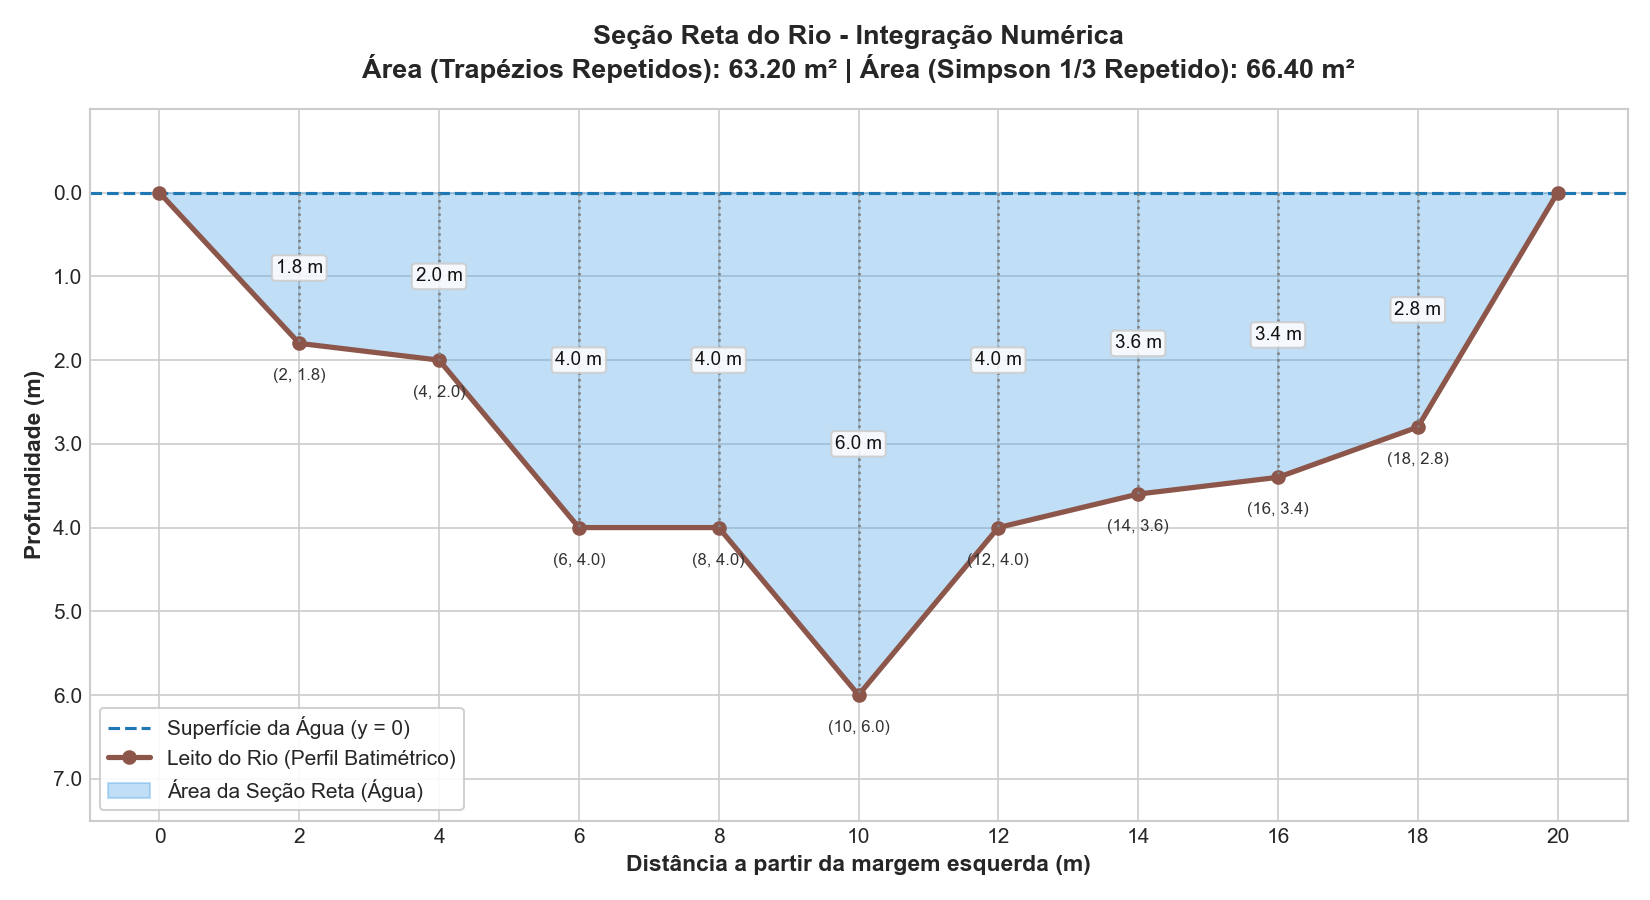 Seção Reta do Rio - Integração Numérica
Área (Trapézios Repetidos): 63.20 m² | Área (Simpson 1/3 Repetido): 66.40 m²
Profundidade (m)
0.0
1.0
2.0
3.0
4.0
5.0
6.0
7.0
1.8 m
2.0 m
4.0 m
4.0 m
6.0 m
4.0 m
3.6 m
3.4 m
2.8 m
(2, 1.8)
(4, 2.0)
(6, 4.0)
(8, 4.0)
(10, 6.0)
(12, 4.0)
(14, 3.6)
(16, 3.4)
(18, 2.8)
Superfície da Água (y = 0)
Leito do Rio (Perfil Batimétrico)
Área da Seção Reta (Água)
0 2 4 6 8 10 12 14 16 18 20
Distância a partir da margem esquerda (m)